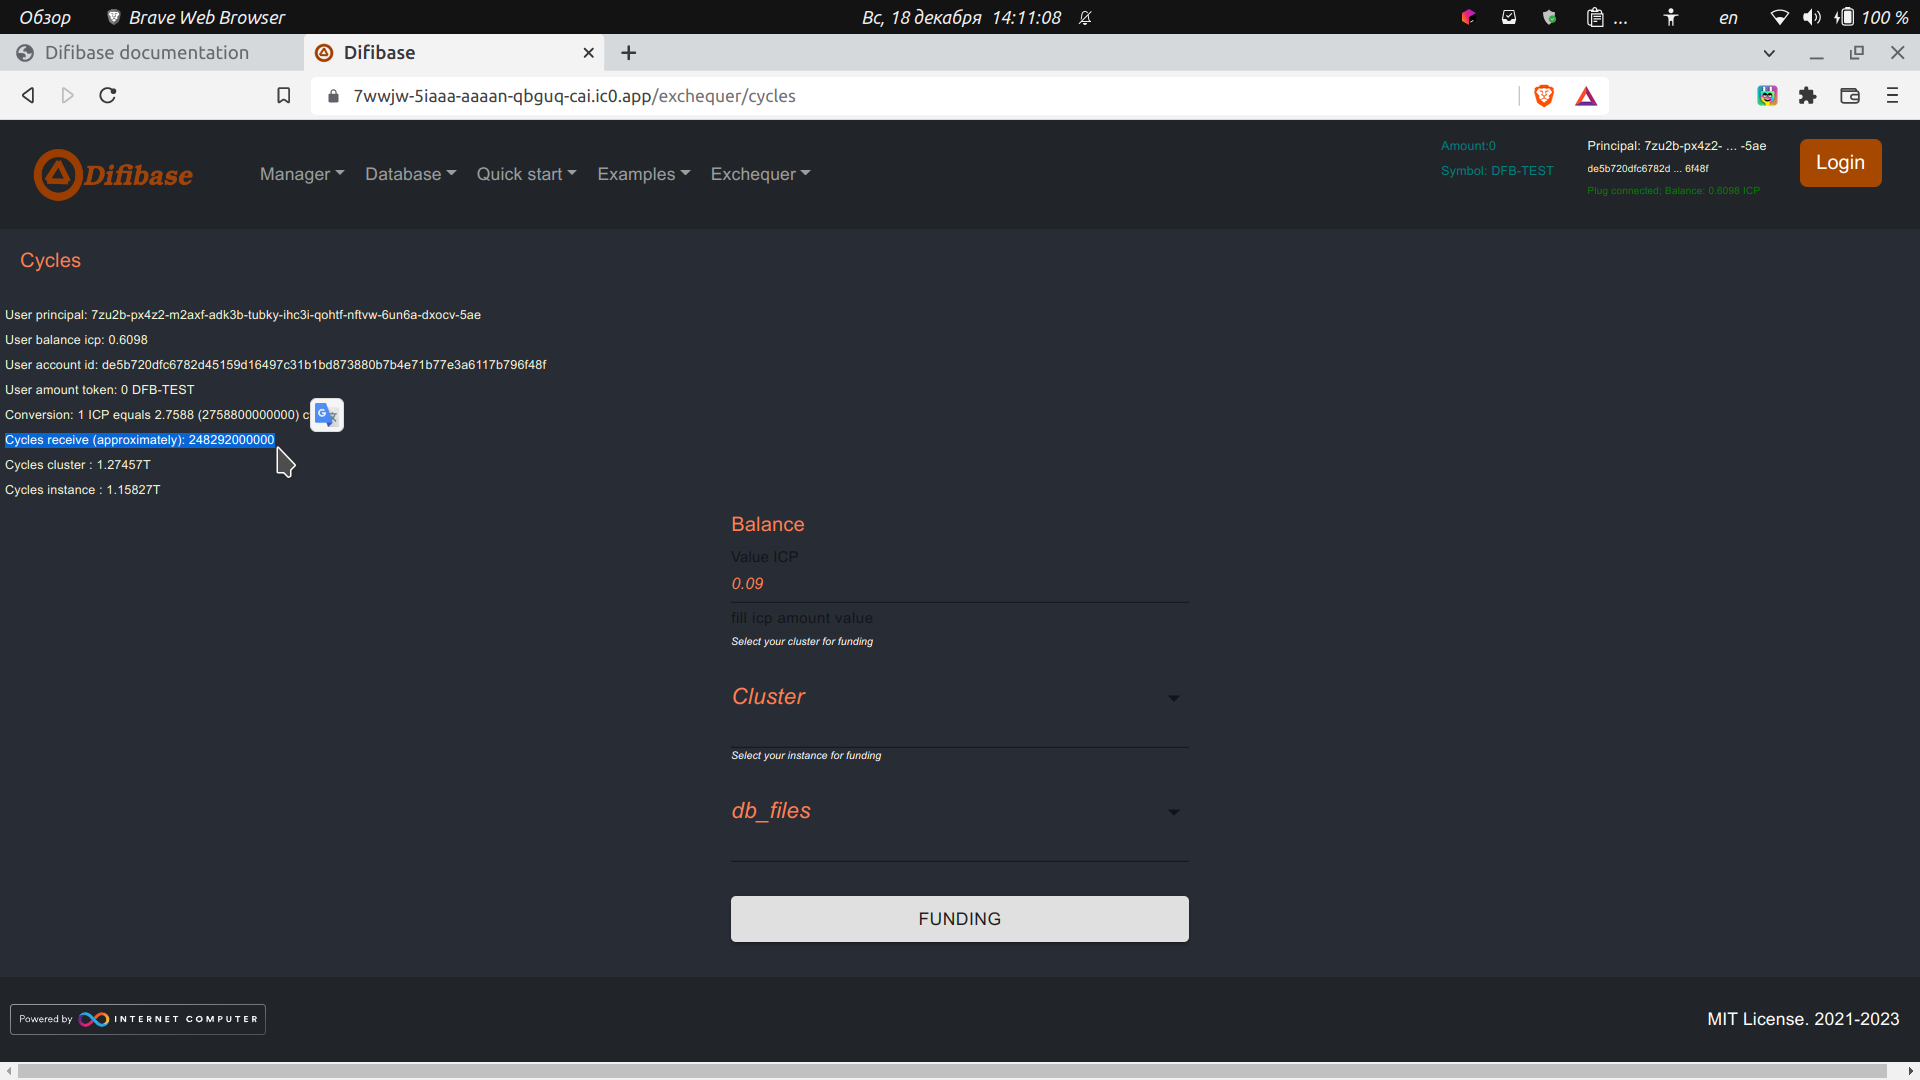 Обзор
Brave Web Browser
Вс, 18 декабря 14:11:08
...
en
100 %
Difibase documentation
Difibase
7wwjw-5iaaa-aaaan-qbguq-cai.ic0.app/exchequer/cycles
Difibase
Manager
Database
Quick start
Examples
Exchequer
Amount:0
Symbol: DFB-TEST
Principal: 7zu2b-px4z2- ... -5ae
de5b720dfc6782d ... 6f48f
Plug connected; Balance: 0.6098 ICP
Login
Cycles
User principal: 7zu2b-px4z2-m2axf-adk3b-tubky-ihc3i-qohtf-nftvw-6un6a-dxocv-5ae
User balance icp: 0.6098
User account id: de5b720dfc6782d45159d16497c31b1bd873880b7b4e71b77e3a6117b796f48f
User amount token: 0 DFB-TEST
Conversion: 1 ICP equals 2.7588 (2758800000000) c
Cycles receive (approximately): 248292000000
Cycles cluster : 1.27457T
Cycles instance : 1.15827T
Balance
Value ICP
0.09
fill icp amount value
Select your cluster for funding
Cluster
Select your instance for funding
db_files
FUNDING
Powered by INTERNET COMPUTER
MIT License. 2021-2023